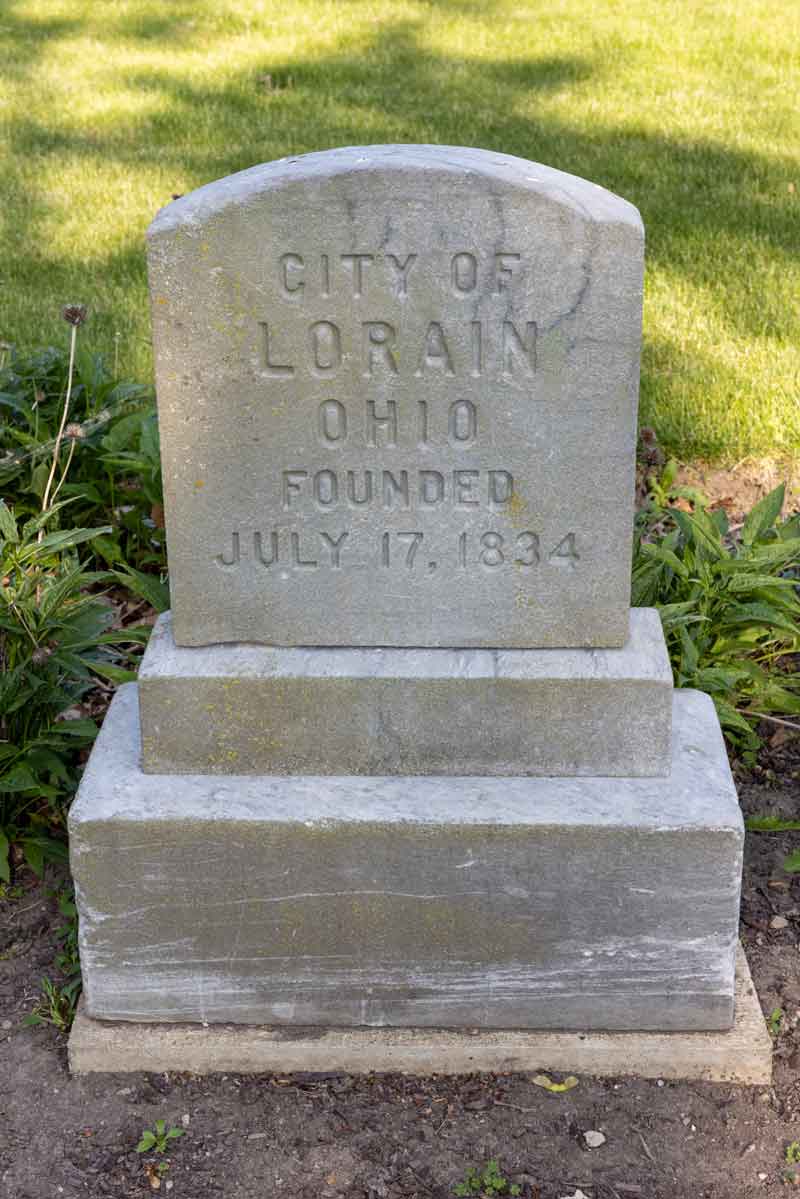 CITY OF
LORAIN
OHIO
FOUNDED
JULY 17, 1834